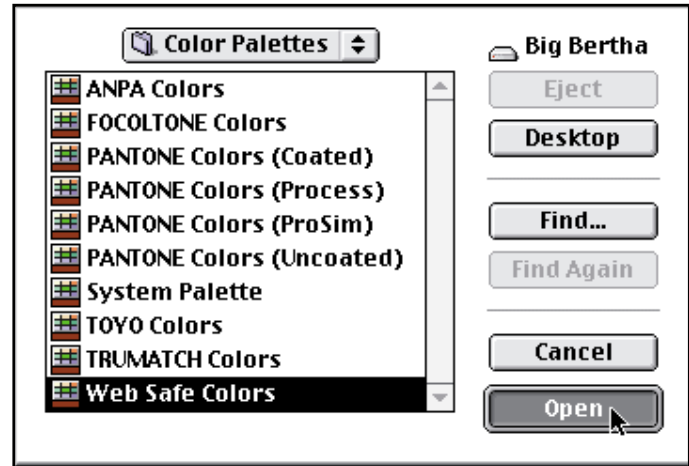 Color Palettes
ANPA Colors
FOCOLTONE Colors
PANTONE Colors (Coated)
PANTONE Colors (Process)
PANTONE Colors (ProSim)
PANTONE Colors (Uncoated)
System Palette
TOYO Colors
TRUMATCH Colors
Web Safe Colors
Big Bertha
Eject
Desktop
Find...
Find Again
Cancel
Open